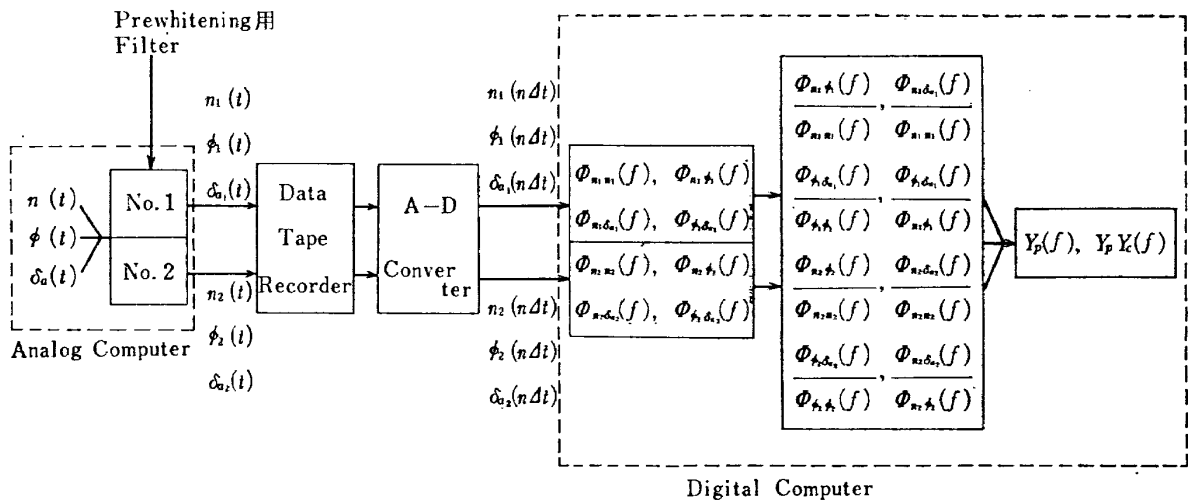 Prewhitening用
Filter
n (t)
ϕ (t)
δa(t)
No. 1
No. 2
Analog Computer
n₁ (t)
ϕ₁ (t)
δa₁(t)
n₂ (t)
ϕ₂ (t)
δa₂(t)
Data
Tape
Recorder
A−D
Conver
ter
n₁ (nΔt)
ϕ₁ (nΔt)
δa₁(nΔt)
n₂ (nΔt)
ϕ₂ (nΔt)
δa₂(nΔt)
Φn₁n₁(f), Φn₁ϕ₁(f)
Φn₁δa₁(f), Φϕ₁δa₁(f)
Φn₂n₂(f), Φn₂ϕ₂(f)
Φn₂δa₂(f), Φϕ₂δa₂(f)
Φn₁ϕ₁(f) , Φn₁δa₁(f)
Φn₁n₁(f) Φn₁n₁(f)
Φϕ₁δa₁(f) , Φϕ₁δa₁(f)
Φϕ₁ϕ₁(f) Φn₁ϕ₁(f)
Φn₂ϕ₂(f) , Φn₂δa₂(f)
Φn₂n₂(f) Φn₂n₂(f)
Φϕ₂δa₂(f) , Φn₂δa₂(f)
Φϕ₂ϕ₂(f) Φn₂ϕ₂(f)
Yp(f), Yp Yc(f)
Digital Computer